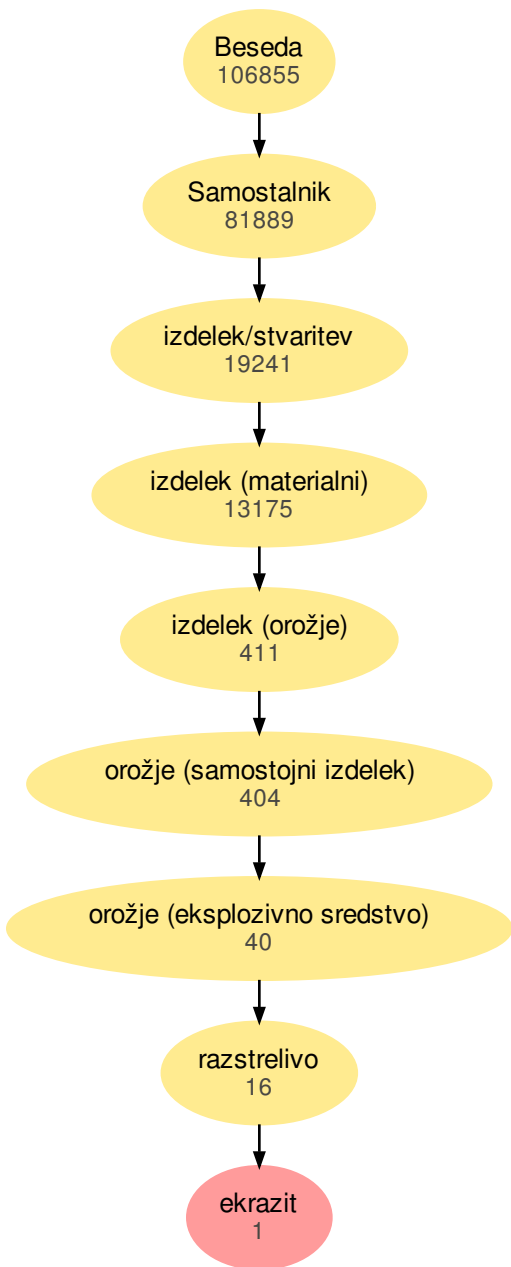 Beseda
106855
Samostalnik
81889
izdelek/stvaritev
19241
izdelek (materialni)
13175
izdelek (orožje)
411
orožje (samostojni izdelek)
404
orožje (eksplozivno sredstvo)
40
razstrelivo
16
ekrazit
1